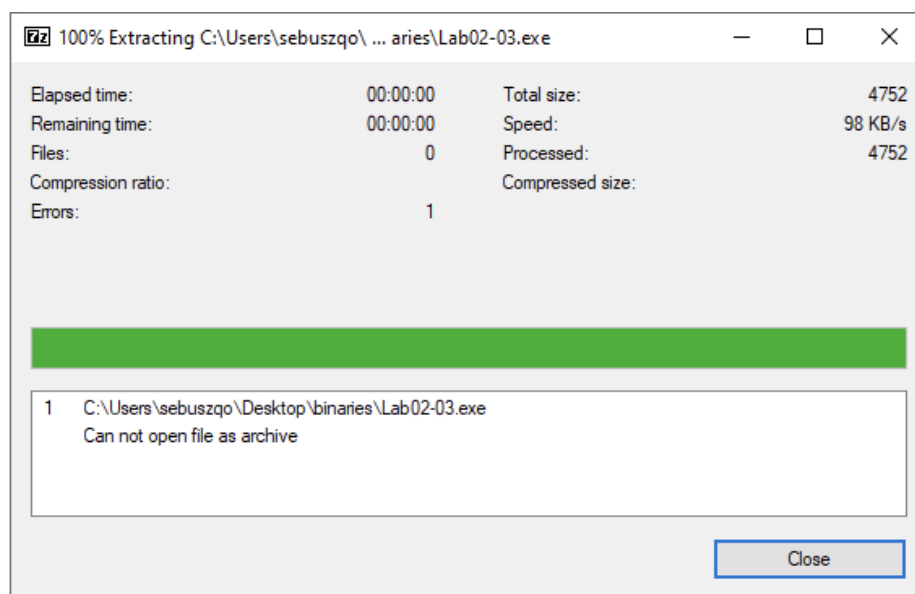 7z 100% Extracting C:\Users\sebuszqo\ ... aries\Lab02-03.exe
Elapsed time: 00:00:00 Total size: 4752
Remaining time: 00:00:00 Speed: 98 KB/s
Files: 0 Processed: 4752
Compression ratio: Compressed size:
Errors: 1
1 C:\Users\sebuszqo\Desktop\binaries\Lab02-03.exe
Can not open file as archive
Close